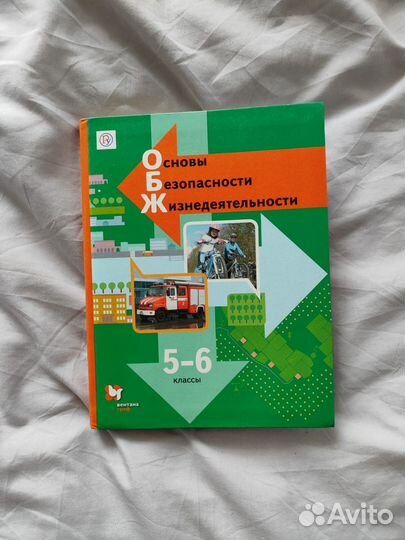 Основы
Безопасности
Жизнедеятельности
5–6
классы
вентана
граф
Avito